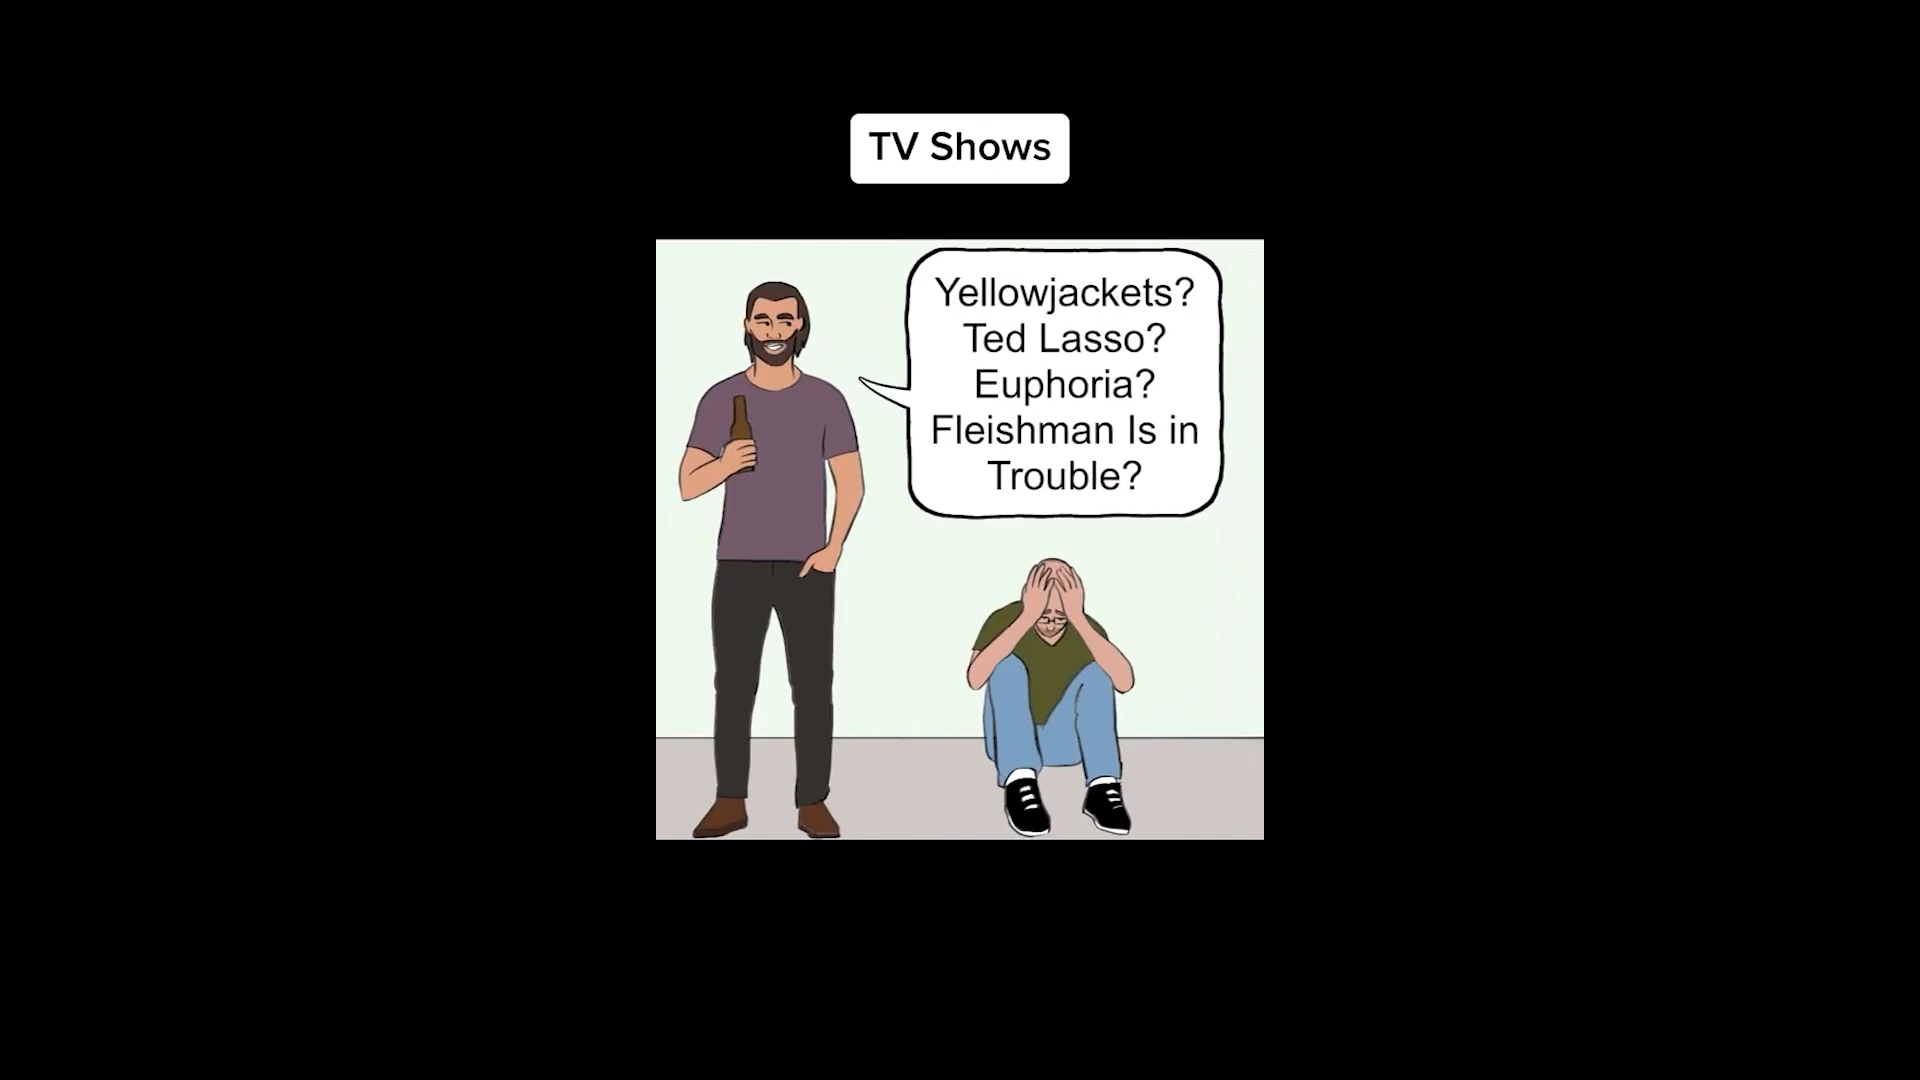 TV Shows
Yellowjackets?
Ted Lasso?
Euphoria?
Fleishman Is in
Trouble?